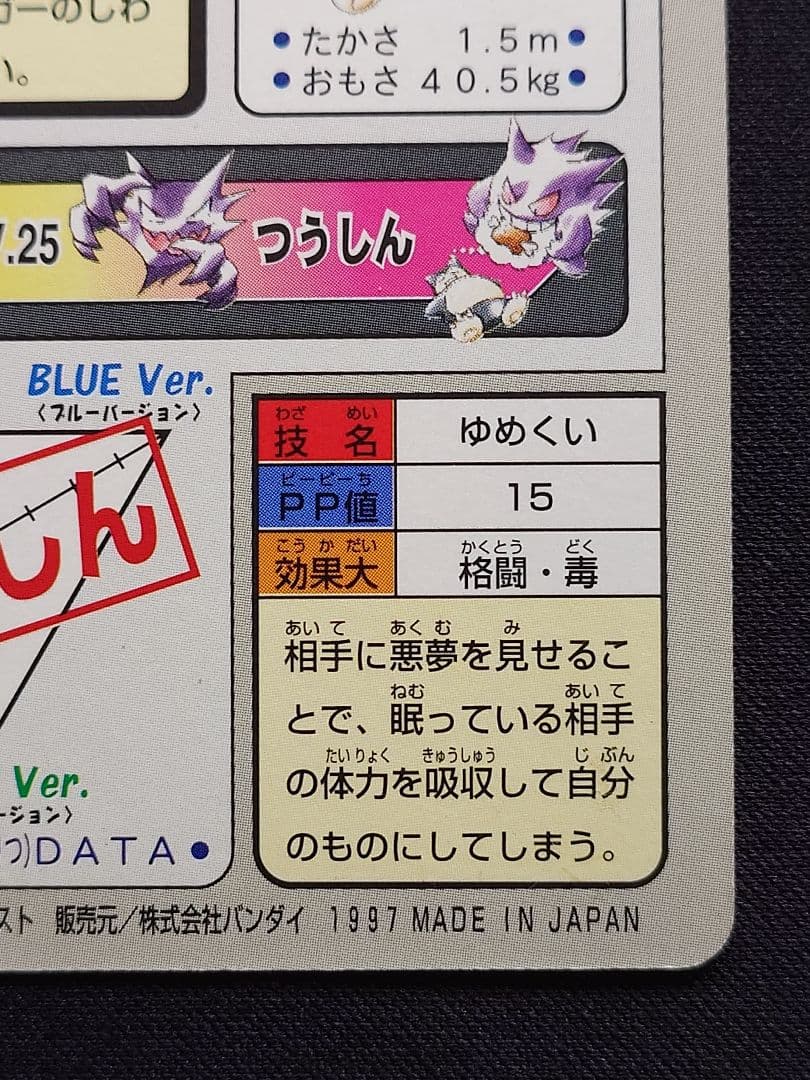 ガーのしわ
い。
●たかさ 1.5m●
●おもさ 40.5kg●
V.25
つうしん
BLUE Ver.
〈ブルーバージョン〉
しん
Ver.
ージョン〉
つ)DATA●
わざ めい
技名 ゆめくい
ピーピーち
PP値 15
こうかだい かくとう どく
効果大 格闘・毒
あいて あくむ み
相手に悪夢を見せるこ
ねむ あいて
とで、眠っている相手
たいりょく きゅうしゅう じぶん
の体力を吸収して自分
のものにしてしまう。
スト 販売元/株式会社バンダイ 1997 MADE IN JAPAN